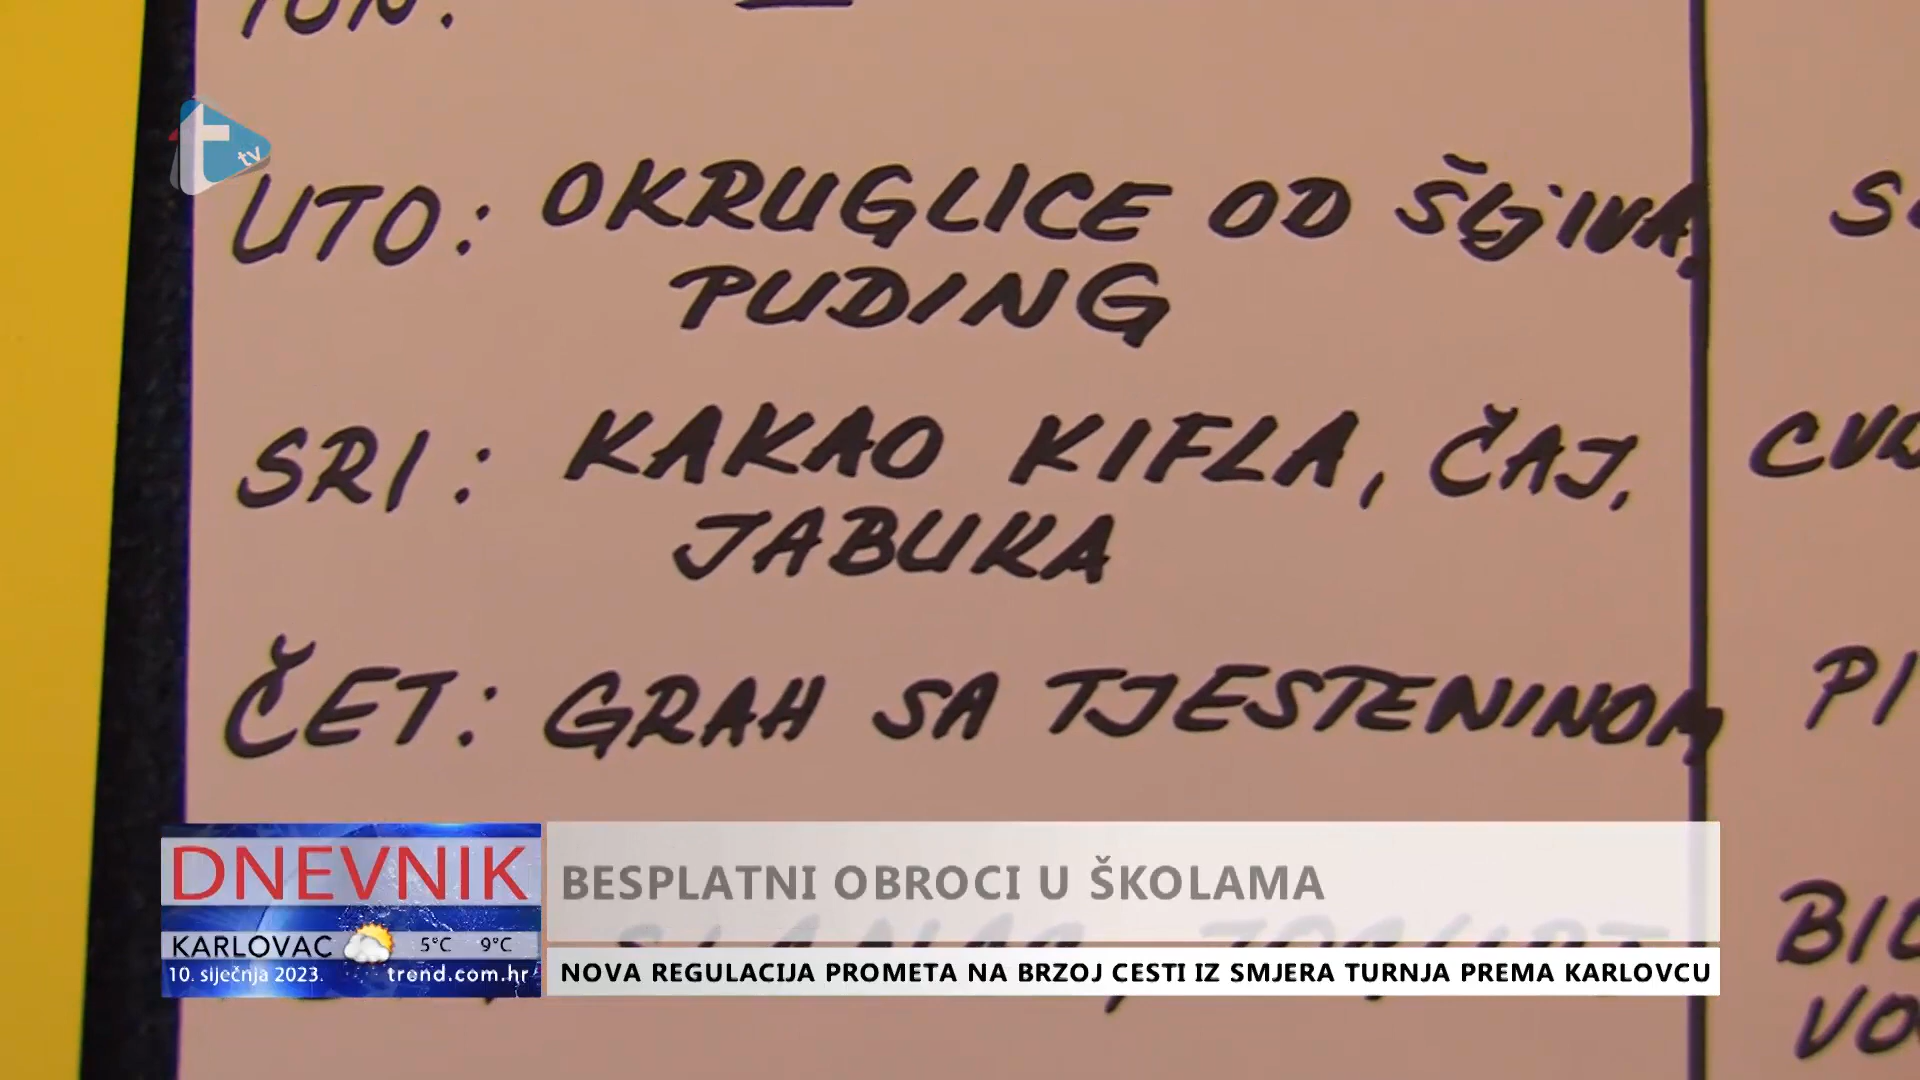 PON:
t tv
UTO: OKRUGLICE OD ŠLJIVA,
PUDING
SRI: KAKAO KIFLA, ČAJ,
JABUKA
ČET: GRAH SA TJESTENINOM
DNEVNIK
BESPLATNI OBROCI U ŠKOLAMA
KARLOVAC 5°C 9°C
10. siječnja 2023. trend.com.hr
NOVA REGULACIJA PROMETA NA BRZOJ CESTI IZ SMJERA TURNJA PREMA KARLOVCU